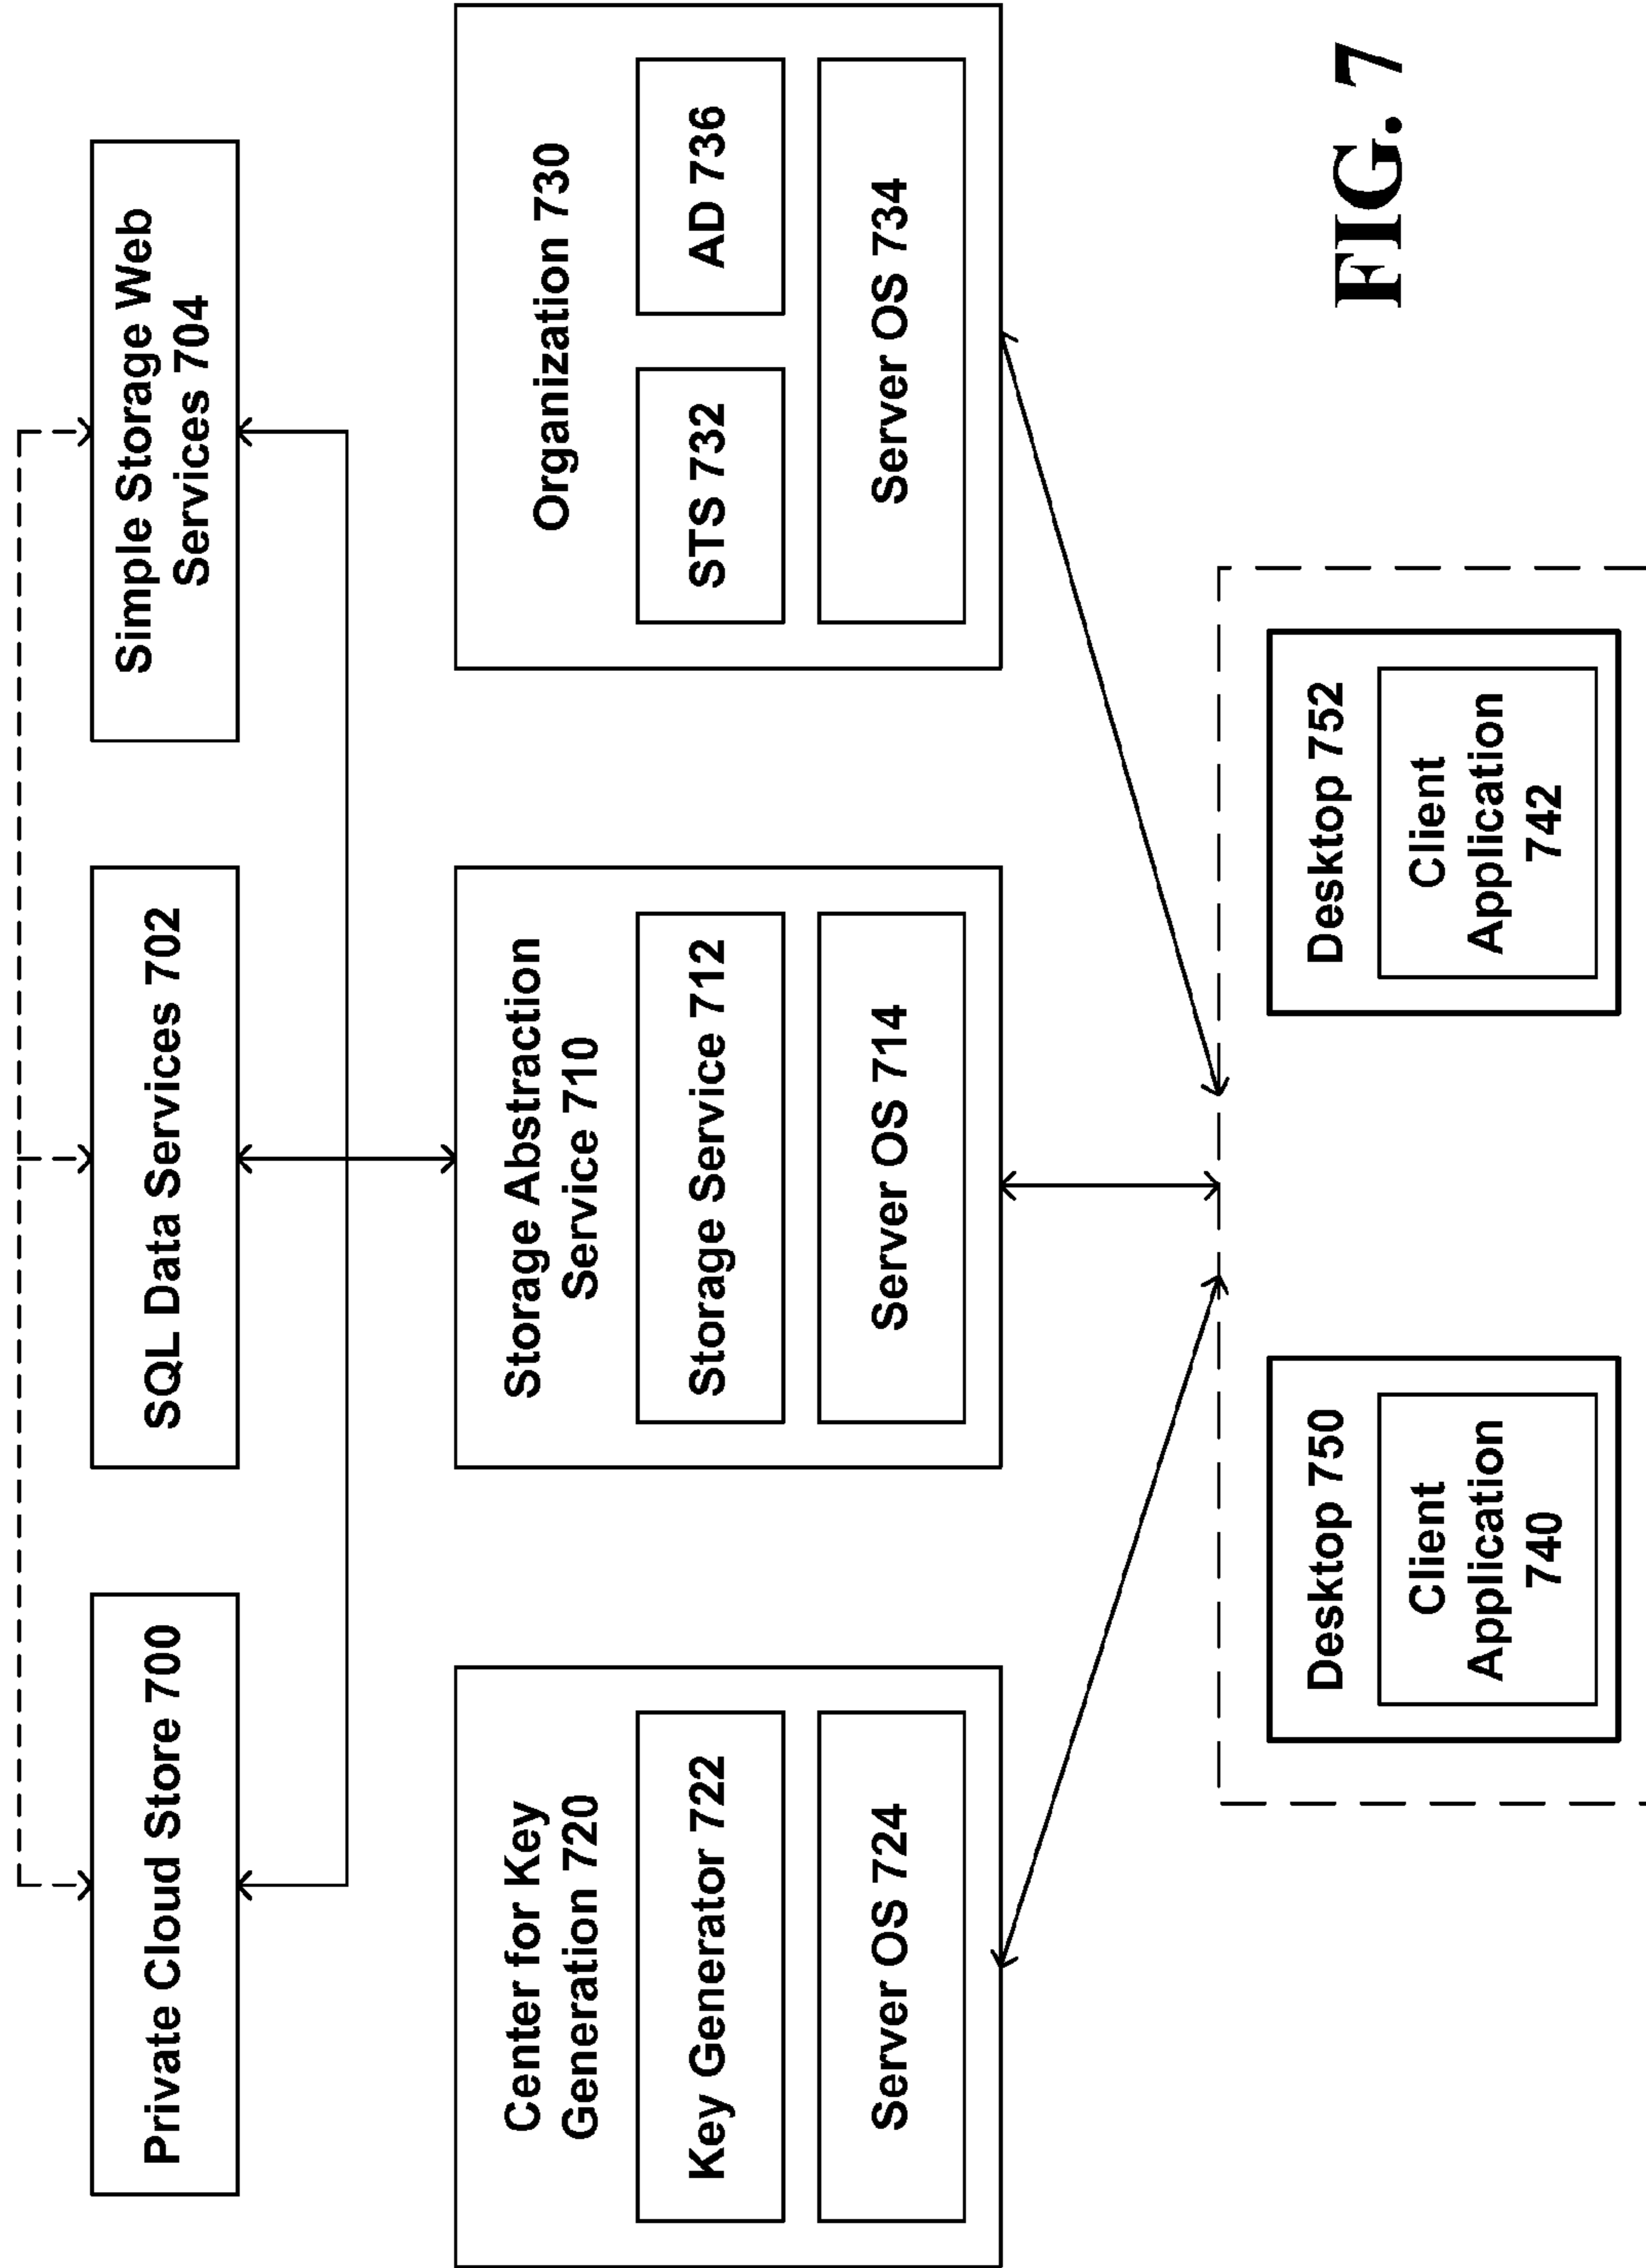 Private Cloud Store 700
SQL Data Services 702
Simple Storage Web
Services 704
Center for Key
Generation 720
Key Generator 722
Server OS 724
Storage Abstraction
Service 710
Storage Service 712
Server OS 714
Organization 730
STS 732
AD 736
Server OS 734
Desktop 750
Client
Application
740
Desktop 752
Client
Application
742
FIG. 7